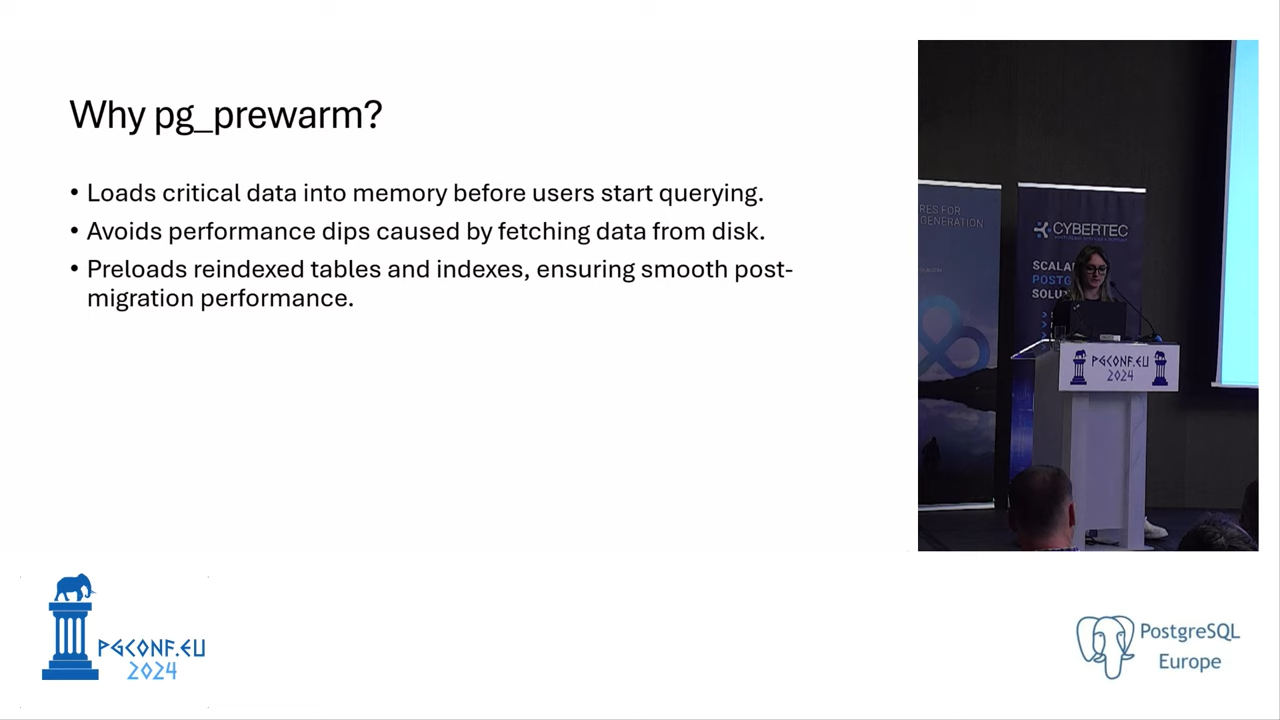 Why pg_prewarm?
• Loads critical data into memory before users start querying.
• Avoids performance dips caused by fetching data from disk.
• Preloads reindexed tables and indexes, ensuring smooth post-
migration performance.
RES FOR
GENERATION
CYBERTEC
SCALA
POSTG
SOLU
PGCONF.EU
2024
PGCONF.EU
2024
PostgreSQL
Europe